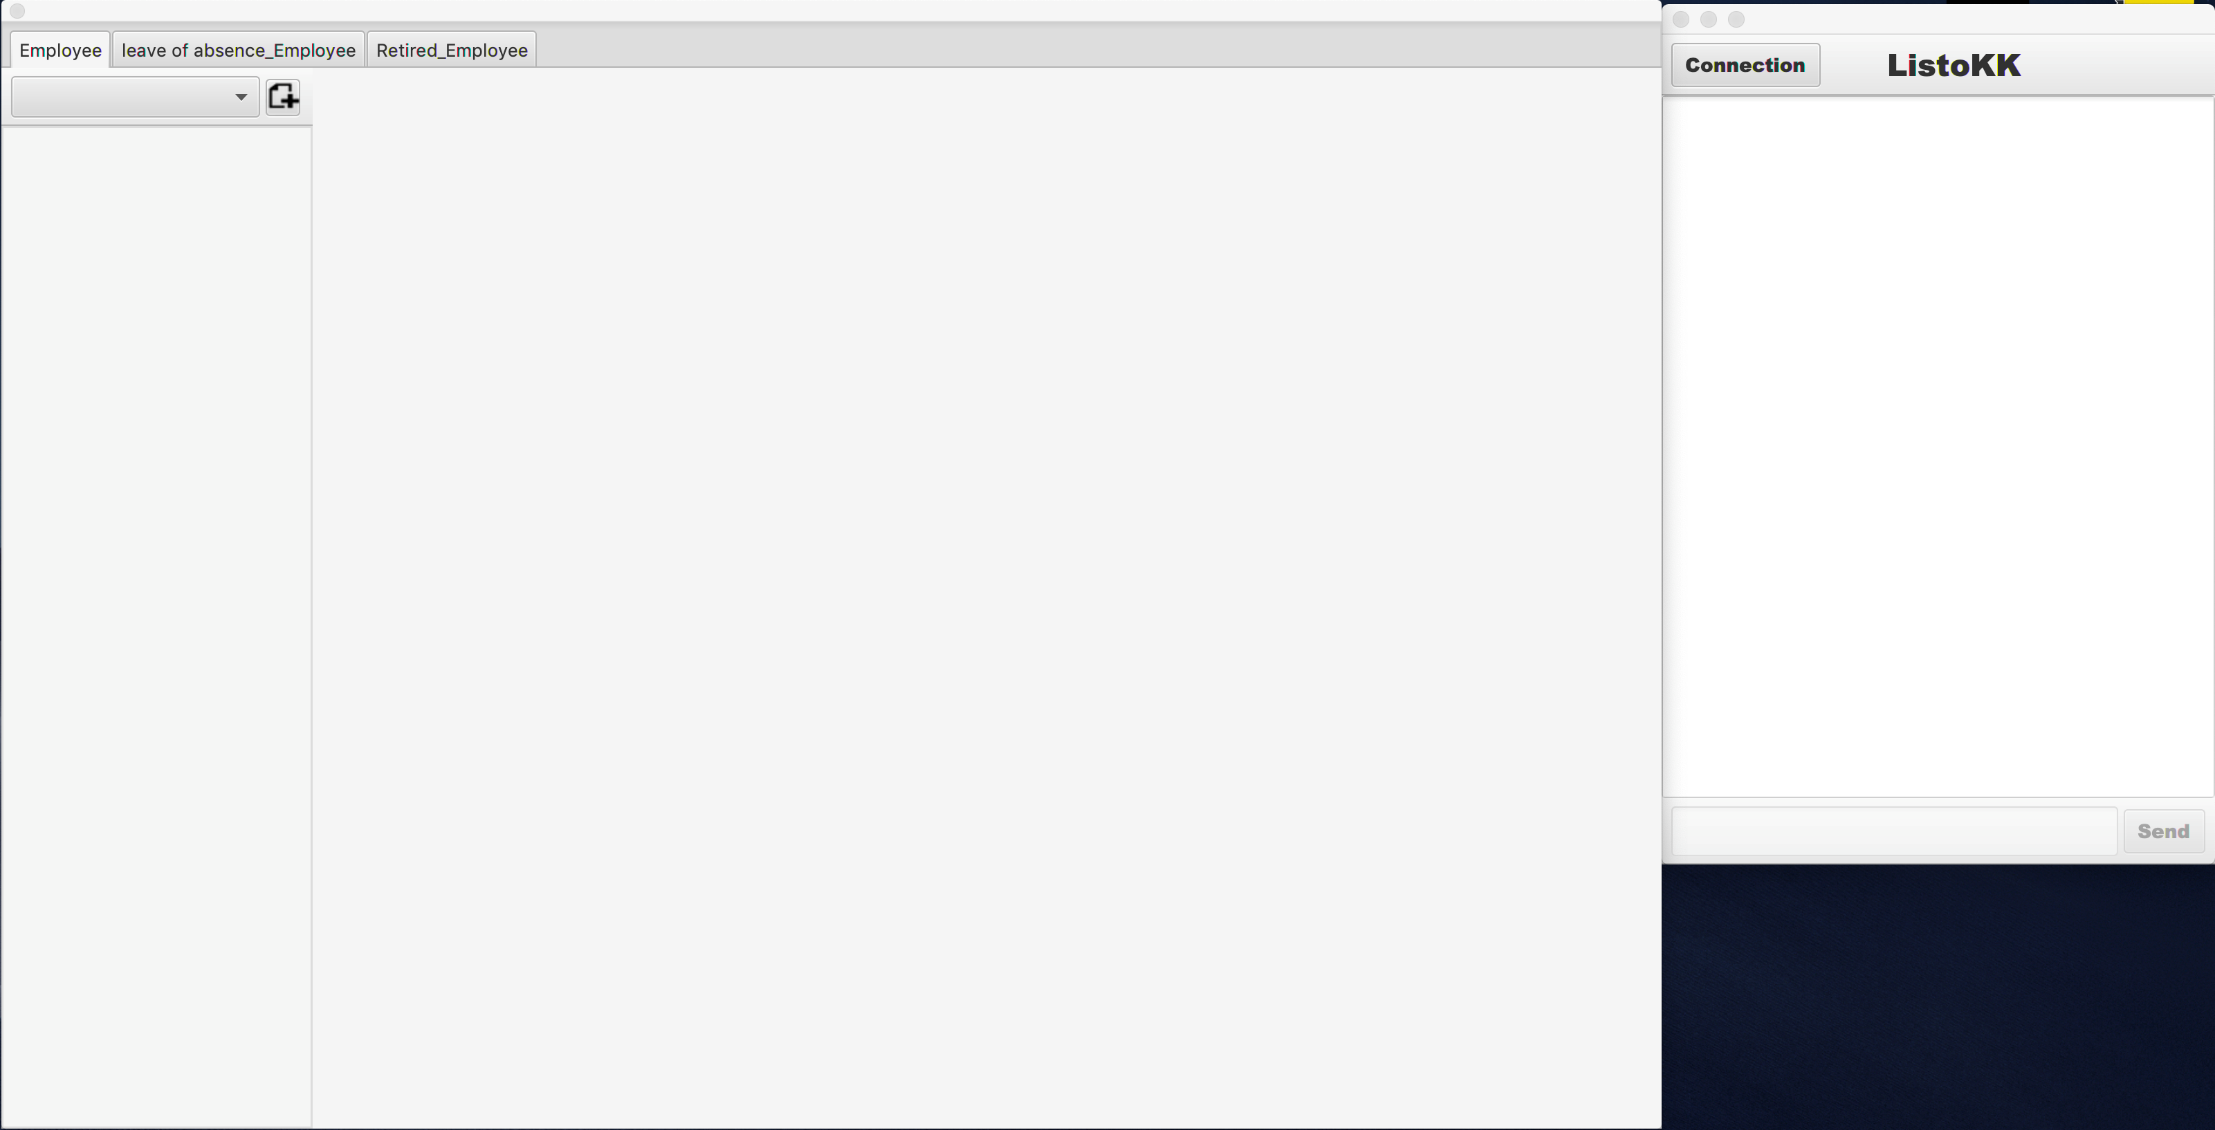 Employee leave of absence_Employee Retired_Employee
Connection ListoKK
Send